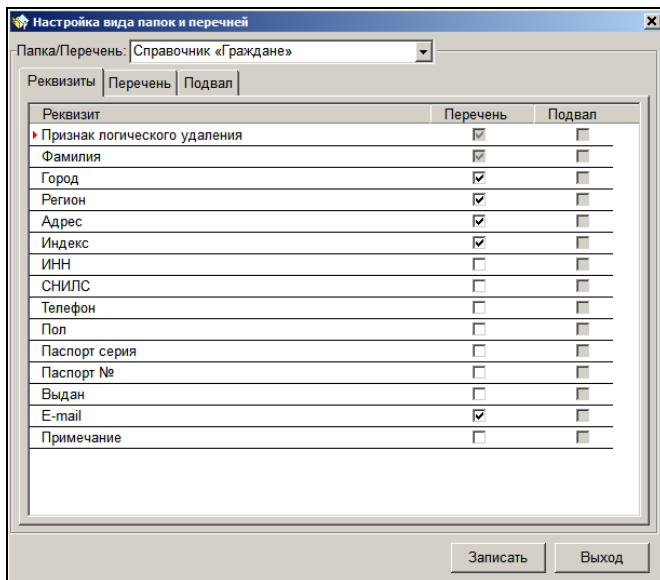 Настройка вида папок и перечней
Папка/Перечень: Справочник «Граждане»
Реквизиты Перечень Подвал
Реквизит Перечень Подвал
Признак логического удаления
Фамилия
Город
Регион
Адрес
Индекс
ИНН
СНИЛС
Телефон
Пол
Паспорт серия
Паспорт №
Выдан
E-mail
Примечание
Записать Выход